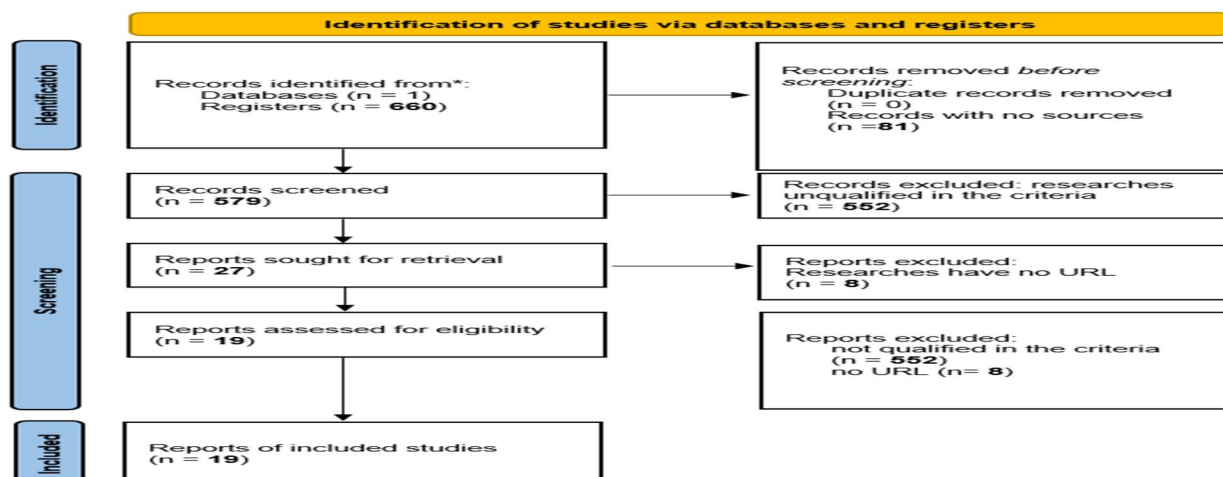 Identification of studies via databases and registers
Identification
Records identified from*:
Databases (n = 1)
Registers (n = 660)
Records removed before
screening:
Duplicate records removed
(n = 0)
Records with no sources
(n =81)
Screening
Records screened
(n = 579)
Records excluded: researches
unqualified in the criteria
(n = 552)
Reports sought for retrieval
(n = 27)
Reports excluded:
Researches have no URL
(n = 8)
Reports assessed for eligibility
(n = 19)
Reports excluded:
not qualified in the criteria
(n = 552)
no URL (n= 8)
Included
Reports of included studies
(n = 19)